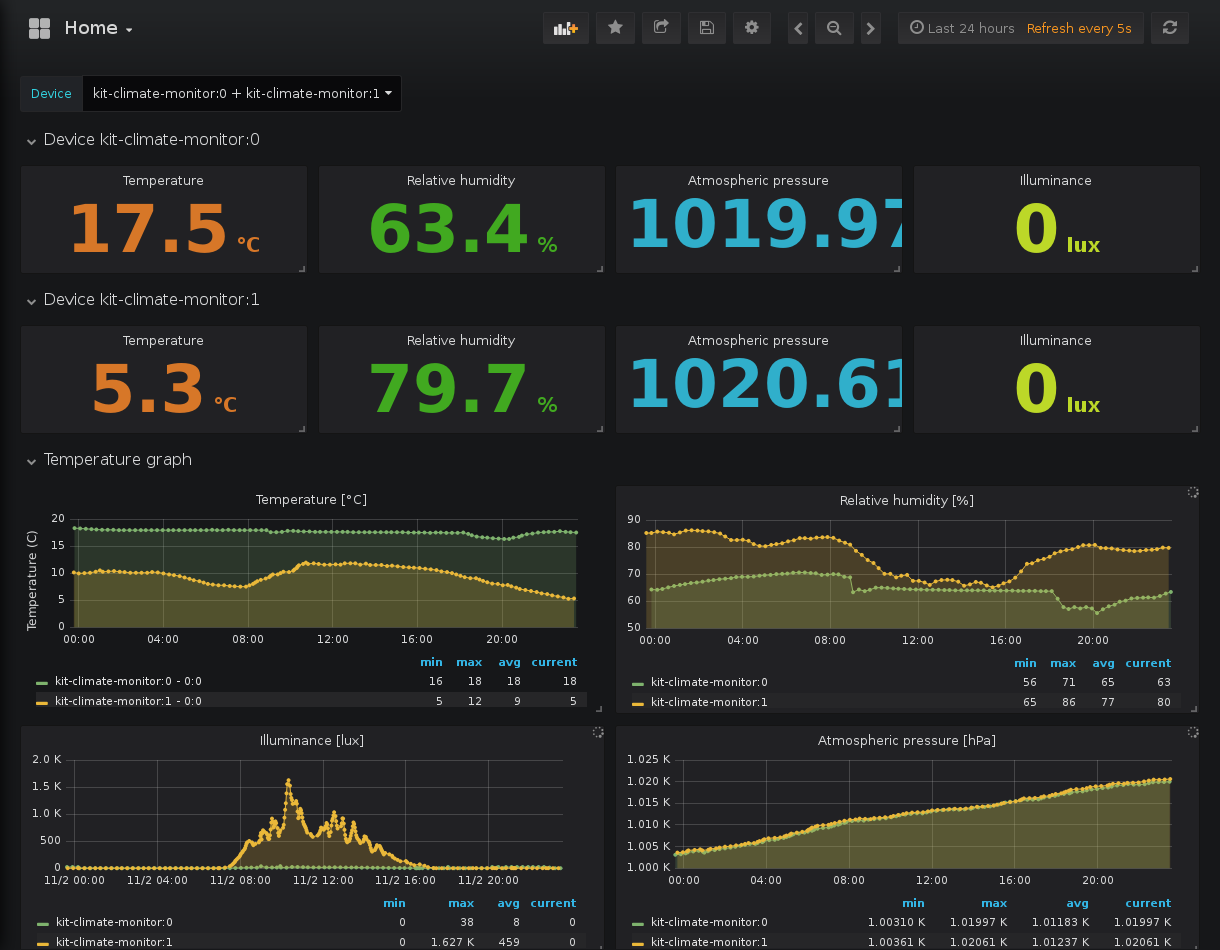 Home
Last 24 hours Refresh every 5s
Device kit-climate-monitor:0 + kit-climate-monitor:1
Device kit-climate-monitor:0
Temperature Relative humidity Atmospheric pressure Illuminance
17.5 °C 63.4 % 1019.97 0 lux
Device kit-climate-monitor:1
Temperature Relative humidity Atmospheric pressure Illuminance
5.3 °C 79.7 % 1020.61 0 lux
Temperature graph
Temperature [°C]
Temperature (C)
20
15
10
5
0
00:00 04:00 08:00 12:00 16:00 20:00
min max avg current
kit-climate-monitor:0 - 0:0 16 18 18 18
kit-climate-monitor:1 - 0:0 5 12 9 5
Relative humidity [%]
90
80
70
60
50
00:00 04:00 08:00 12:00 16:00 20:00
min max avg current
kit-climate-monitor:0 56 71 65 63
kit-climate-monitor:1 65 86 77 80
Illuminance [lux]
2.0 K
1.5 K
1.0 K
500
0
11/2 00:00 11/2 04:00 11/2 08:00 11/2 12:00 11/2 16:00 11/2 20:00
min max avg current
kit-climate-monitor:0 0 38 8 0
kit-climate-monitor:1 0 1.627 K 459 0
Atmospheric pressure [hPa]
1.025 K
1.020 K
1.015 K
1.010 K
1.005 K
1.000 K
00:00 04:00 08:00 12:00 16:00 20:00
min max avg current
kit-climate-monitor:0 1.00310 K 1.01997 K 1.01183 K 1.01997 K
kit-climate-monitor:1 1.00361 K 1.02061 K 1.01237 K 1.02061 K